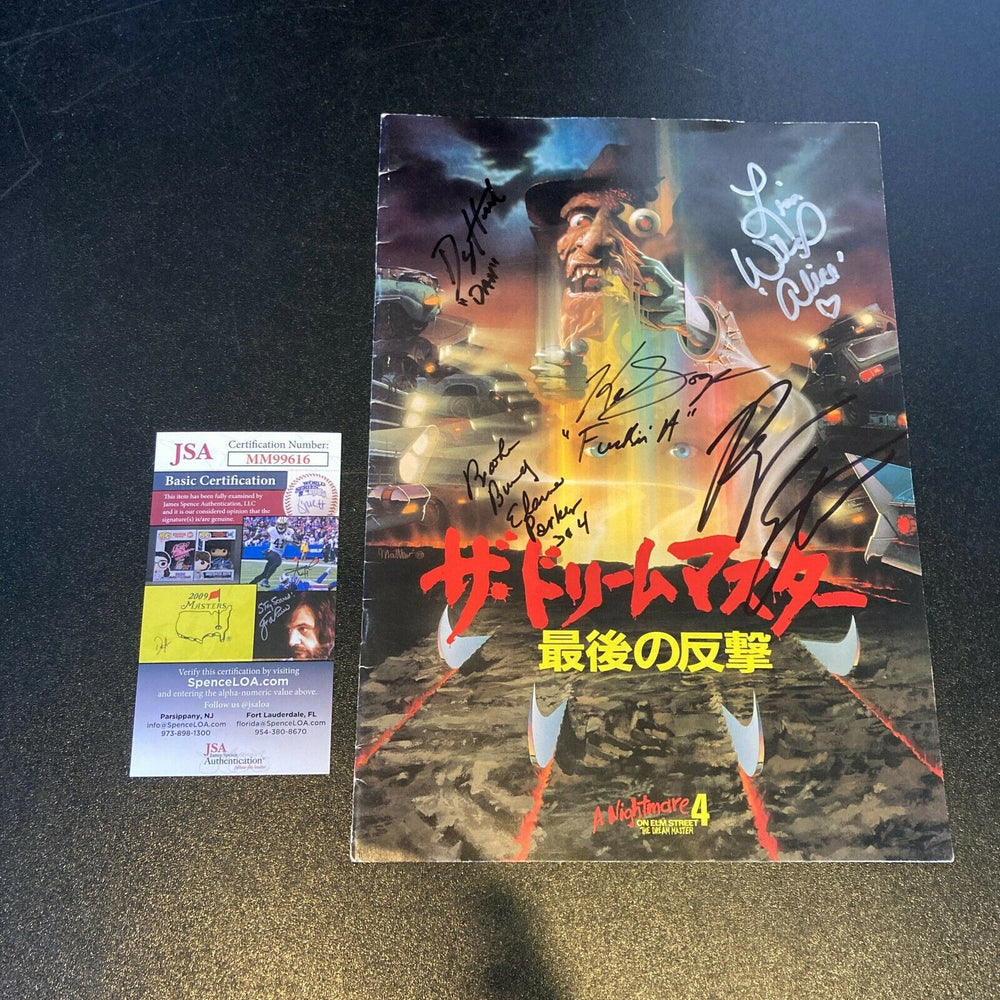 JSA
Certification Number:
MM99616
Basic Certification
This item has been fully examined by
James Spence Authentication, LLC
and it is our considered opinion that the
signature(s) is/are genuine.
WORLD
SERIES
2009
MASTERS
Verify this certification by visiting
SpenceLOA.com
and entering the alpha-numeric value above.
Follow us @jsaloa
Parsippany, NJ
info@SpenceLOA.com
973-898-1300
Fort Lauderdale, FL
florida@SpenceLOA.com
954-380-8670
JSA
James Spence
Authentication
"DAN"
Lisa
Wilcox
"Alice"
"Fuckin' A"
Brooke
Bundy
Elaine
Parker
3+4
ザ・ドリームマスター
最後の反撃
A Nightmare 4
ON ELM STREET
THE DREAM MASTER